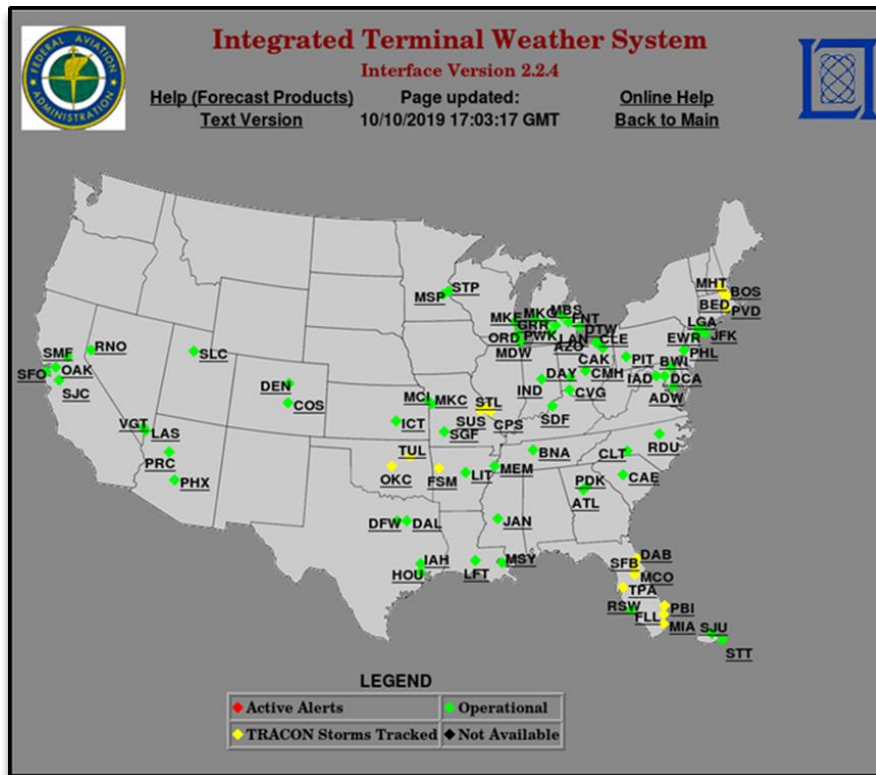 FEDERAL AVIATION
ADMINISTRATION
Integrated Terminal Weather System
Interface Version 2.2.4
Help (Forecast Products) Page updated: Online Help
Text Version 10/10/2019 17:03:17 GMT Back to Main
MHT
BOS
STP
MSP
BED
PVD
MKE MKG MBS
GRR FNT
LGA
ORD PWK LAN DTW CLE EWR JFK
MDW AZO
RNO
SMF SLC CAK PIT PHL
SFO OAK DAY CMH BWI
SJC DEN IND IAD DCA
COS MCI MKC STL CVG ADW
VGT ICT SUS CPS SDF
LAS SGF
RDU
PRC TUL BNA CLT
PHX OKC FSM LIT MEM CAE
PDK
ATL
DFW DAL JAN
IAH MSY DAB
HOU LFT SFB
MCO
TPA
RSW PBI
FLL MIA SJU
STT
LEGEND
Active Alerts Operational
TRACON Storms Tracked Not Available